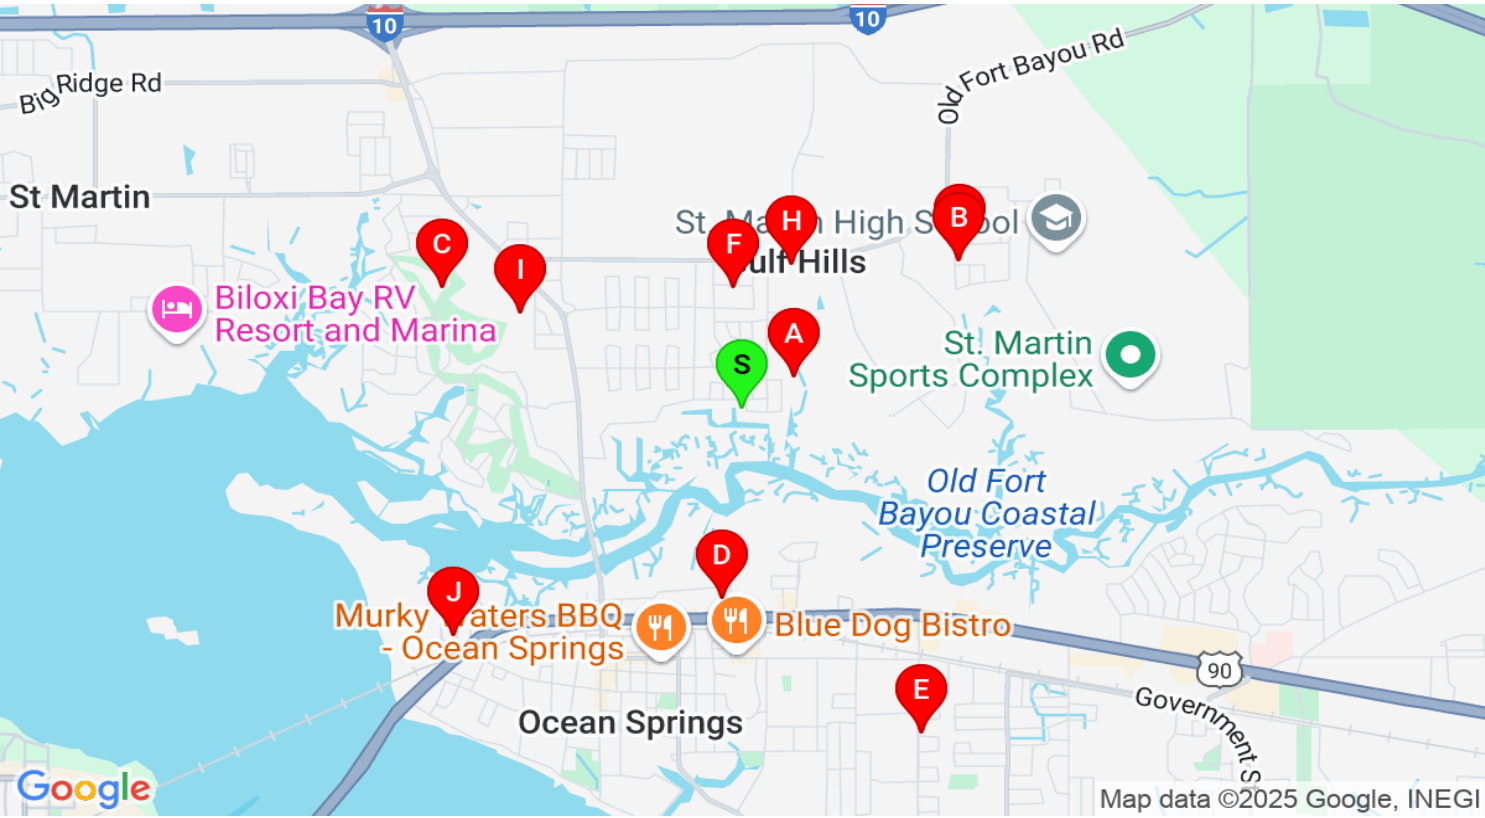 10
10
Old Fort Bayou Rd
Big Ridge Rd
St Martin
H
B
St. Martin High School
C
F
I
Gulf Hills
Biloxi Bay RV
Resort and Marina
A
S
St. Martin
Sports Complex
Old Fort
Bayou Coastal
Preserve
D
J
Murky Waters BBQ
- Ocean Springs
Blue Dog Bistro
E
90
Government St
Ocean Springs
Google
Map data ©2025 Google, INEGI